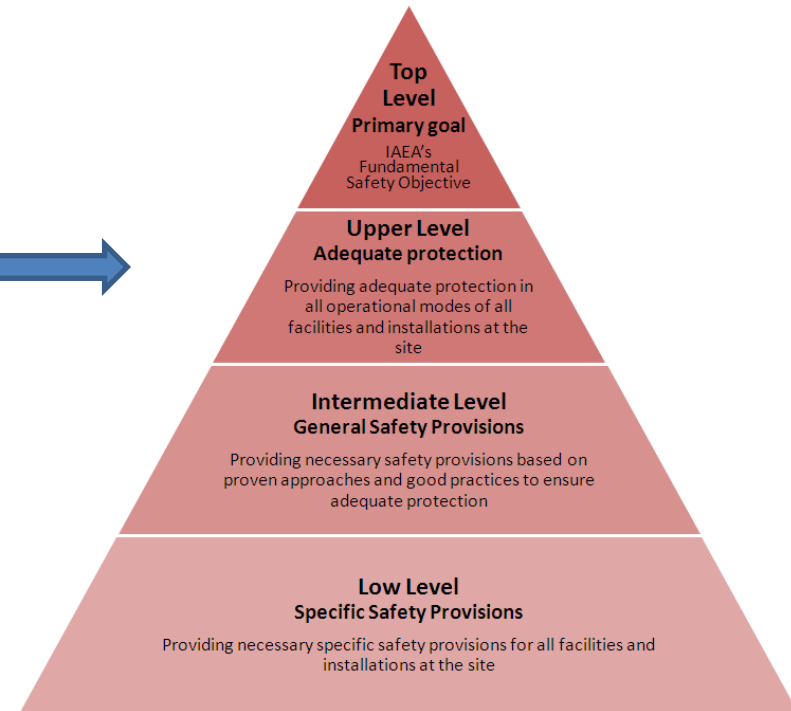 Top
Level
Primary goal
IAEA's
Fundamental
Safety Objective
Upper Level
Adequate protection
Providing adequate protection in
all operational modes of all
facilities and installations at the
site
Intermediate Level
General Safety Provisions
Providing necessary safety provisions based on
proven approaches and good practices to ensure
adequate protection
Low Level
Specific Safety Provisions
Providing necessary specific safety provisions for all facilities and
installations at the site